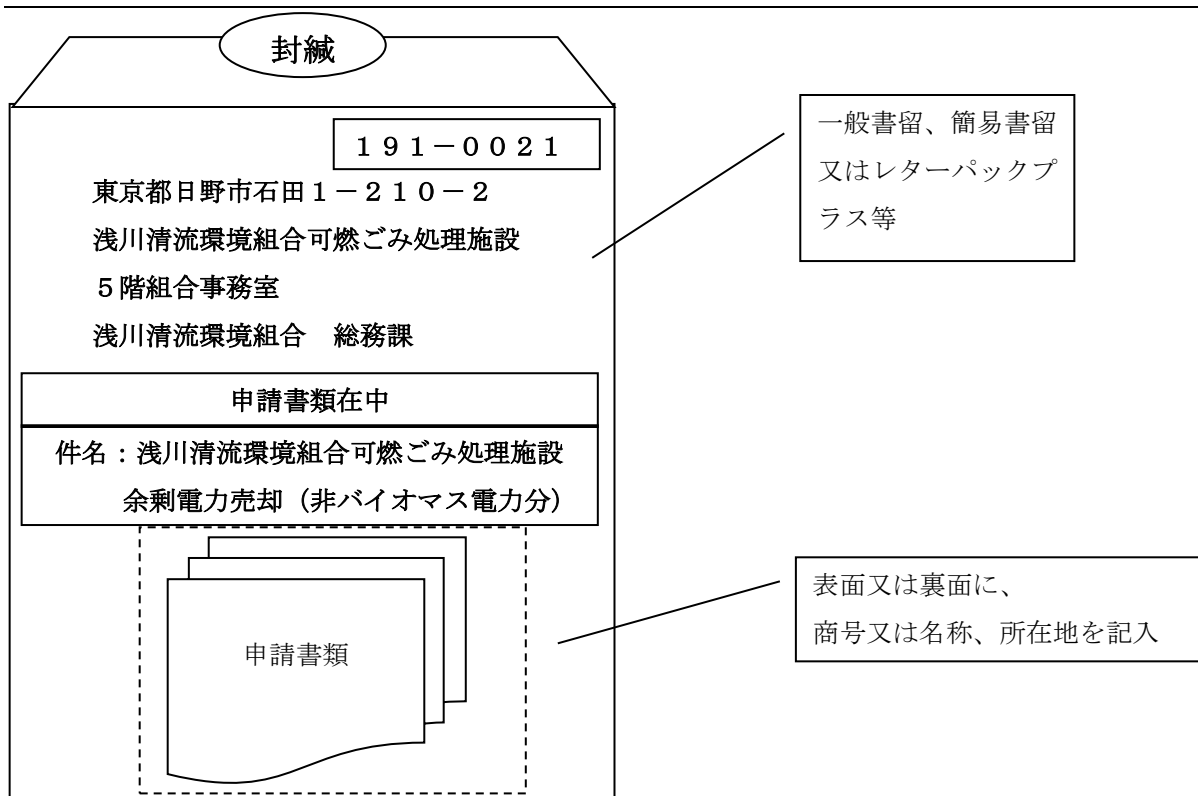 封緘
191-0021
東京都日野市石田1-210-2
浅川清流環境組合可燃ごみ処理施設
5階組合事務室
浅川清流環境組合 総務課
申請書類在中
件名:浅川清流環境組合可燃ごみ処理施設
余剰電力売却(非バイオマス電力分)
申請書類
一般書留、簡易書留
又はレターパックプ
ラス等
表面又は裏面に、
商号又は名称、所在地を記入